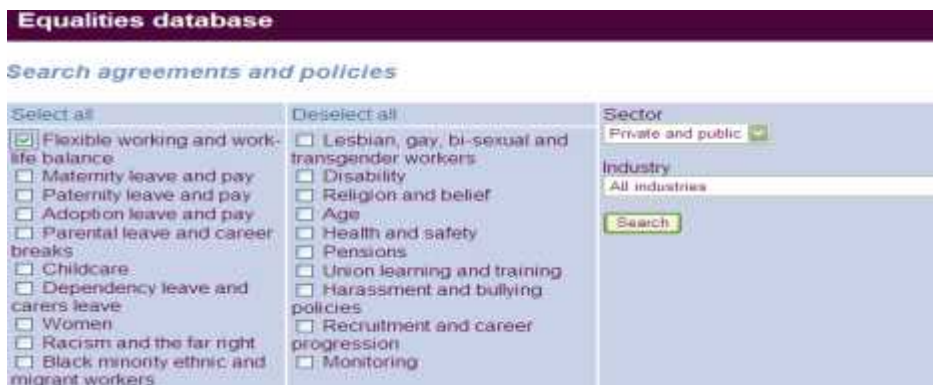 Equalities database
Search agreements and policies
Select all
Flexible working and work-
life balance
Maternity leave and pay
Paternity leave and pay
Adoption leave and pay
Parental leave and career
breaks
Childcare
Dependency leave and
carers leave
Women
Racism and the far right
Black minority ethnic and
migrant workers
Deselect all
Lesbian, gay, bi-sexual and
transgender workers
Disability
Religion and belief
Age
Health and safety
Pensions
Union learning and training
Harassment and bullying
policies
Recruitment and career
progression
Monitoring
Sector
Private and public
Industry
All industries
Search